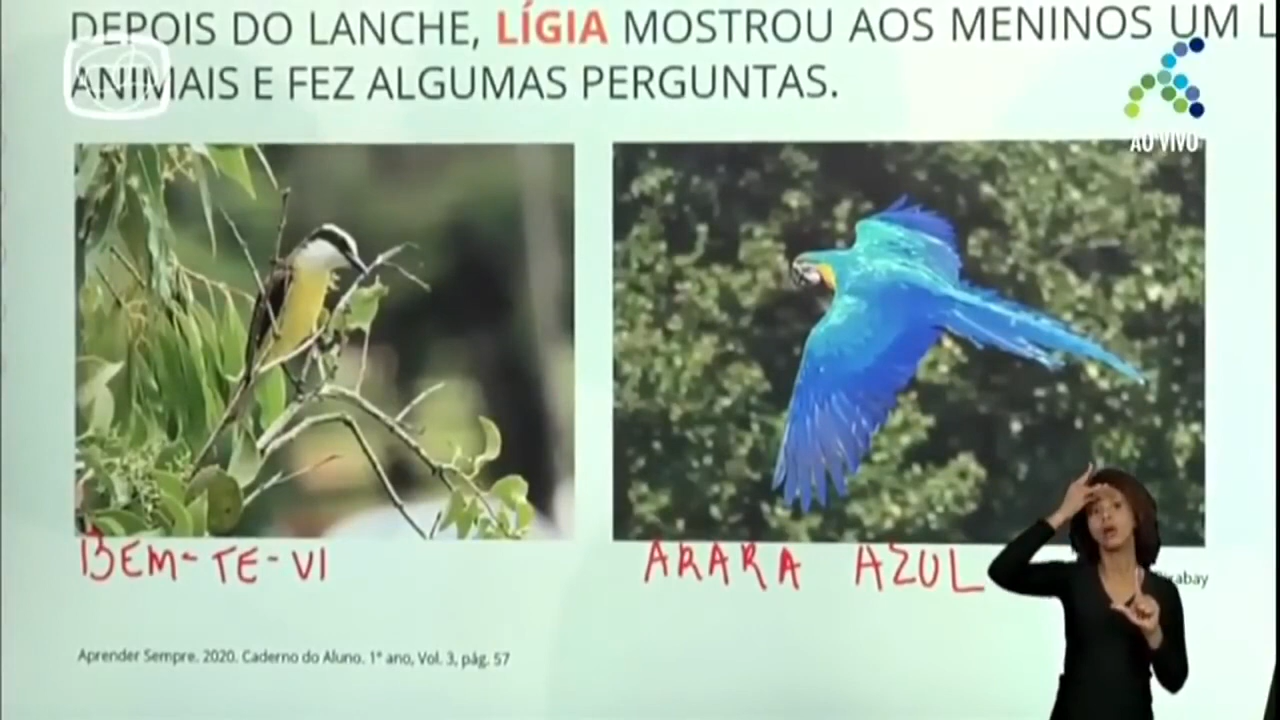 DEPOIS DO LANCHE, LÍGIA MOSTROU AOS MENINOS UM L
ANIMAIS E FEZ ALGUMAS PERGUNTAS.
AO VIVO
BEM-TE-VI
ARARA AZUL
Aprender Sempre. 2020. Caderno do Aluno. 1º ano, Vol. 3, pág. 57